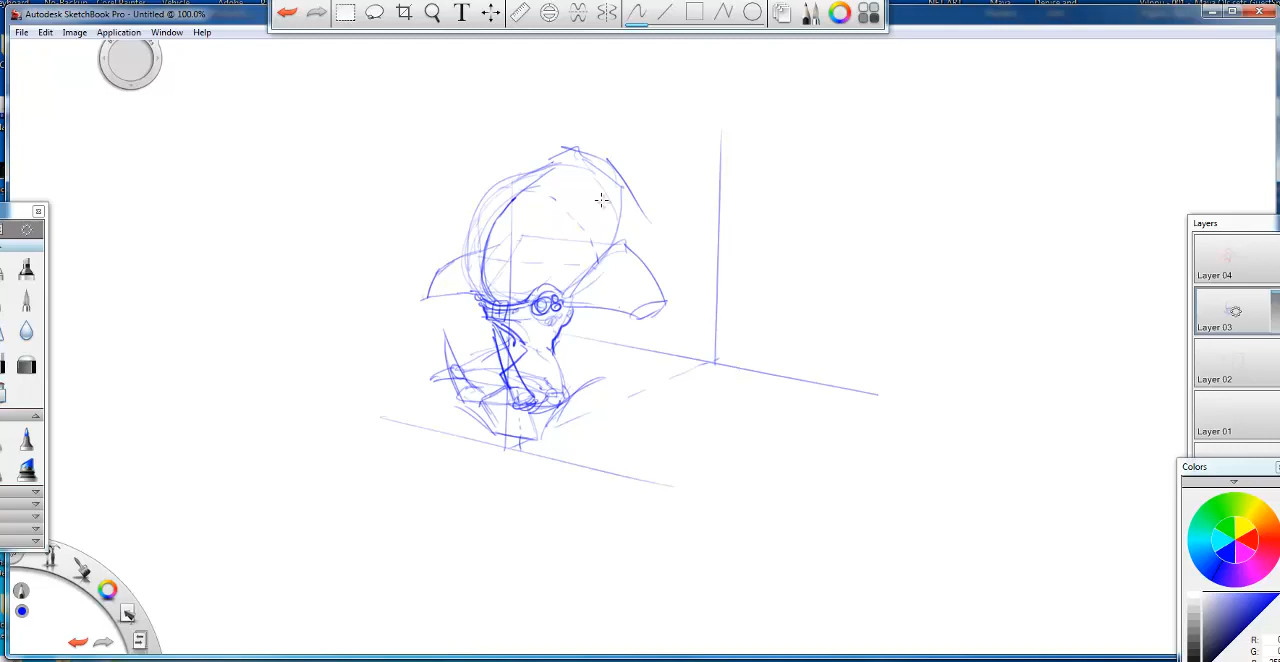 Autodesk SketchBook Pro - Untitled @ 100.0%
File Edit Image Application Window Help
T
Layers
Layer 04
Layer 03
Layer 02
Layer 01
Colors
R:
G: